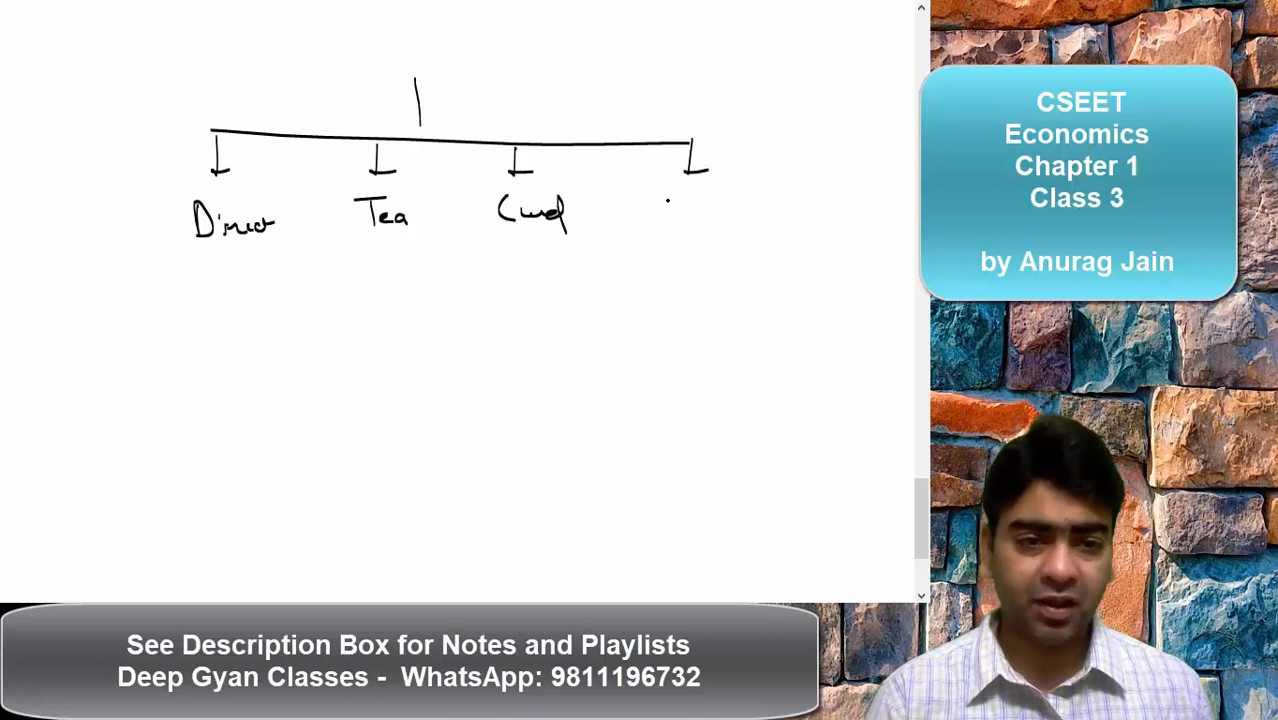 Direct Tea
CSEET
Economics
Chapter 1
Class 3
by Anurag Jain
See Description Box for Notes and Playlists
Deep Gyan Classes - WhatsApp: 9811196732